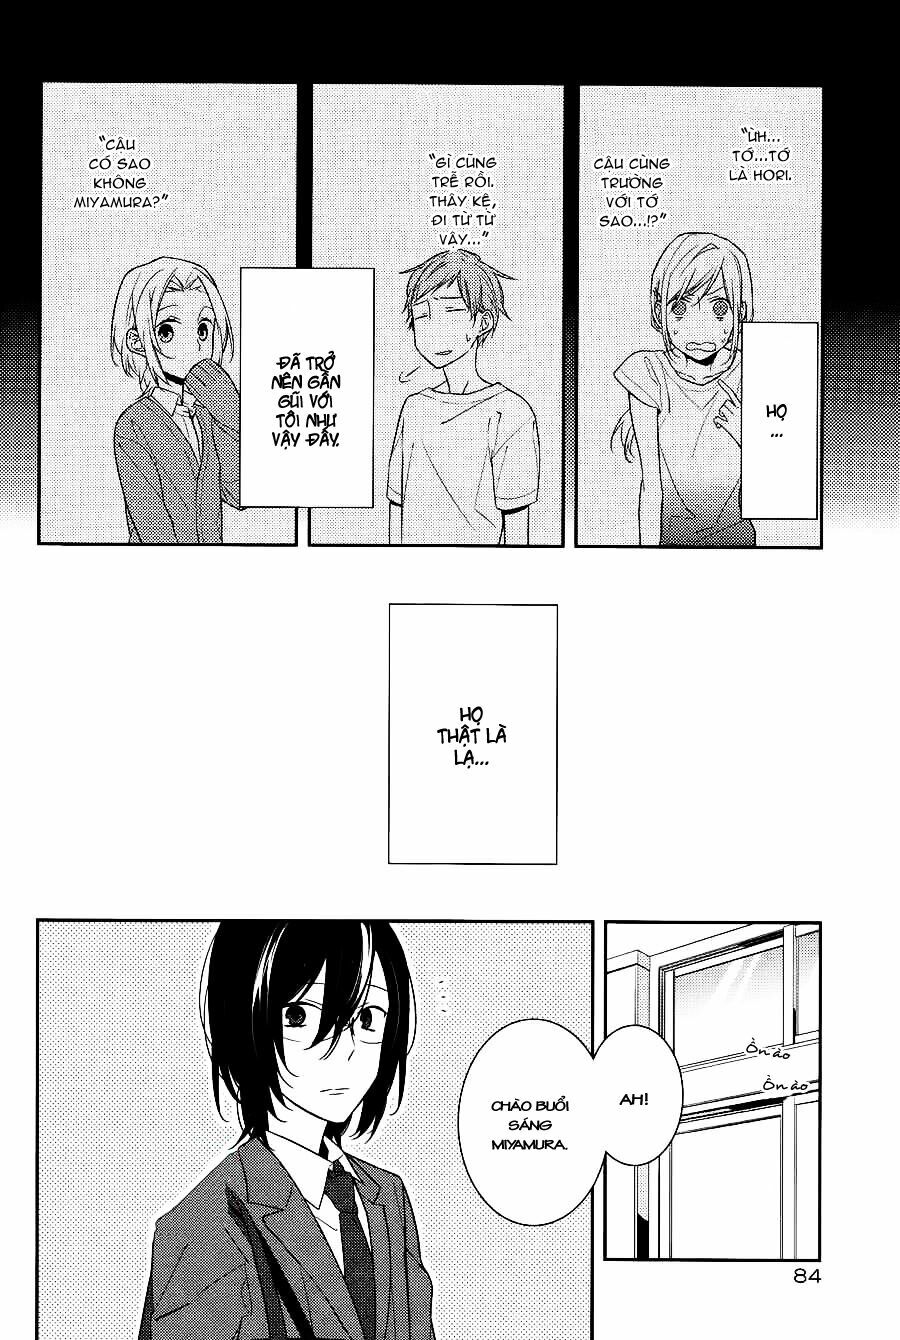 "ừh...
tớ...tớ
là Hori.
Cậu cùng
trường
với tớ
sao...!?"
Họ
...
"Gì cũng
trễ rồi.
Thây kệ,
đi từ từ
vậy..."
Đã trở
nên gần
gũi với
tôi như
vậy đấy.
"Cậu
có sao
không
Miyamura?"
Họ
thật là
lạ...
Ồn ào
Ồn ào
Ah!
Chào buổi
sáng
Miyamura.
84